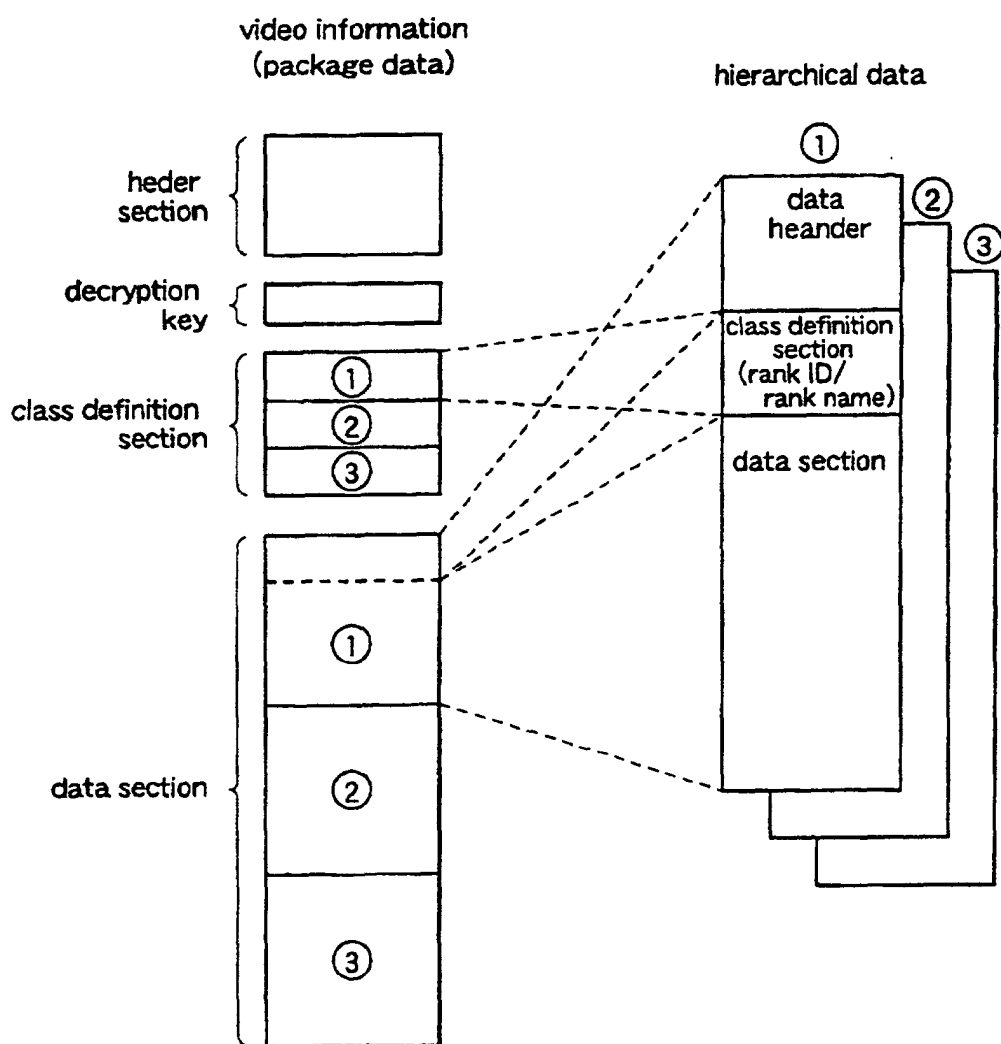 video information
(package data)
hierarchical data
heder
section
decryption
key
class definition
section
①
②
③
data section
①
②
③
①
②
③
data
heander
class definition
section
(rank ID/
rank name)
data section